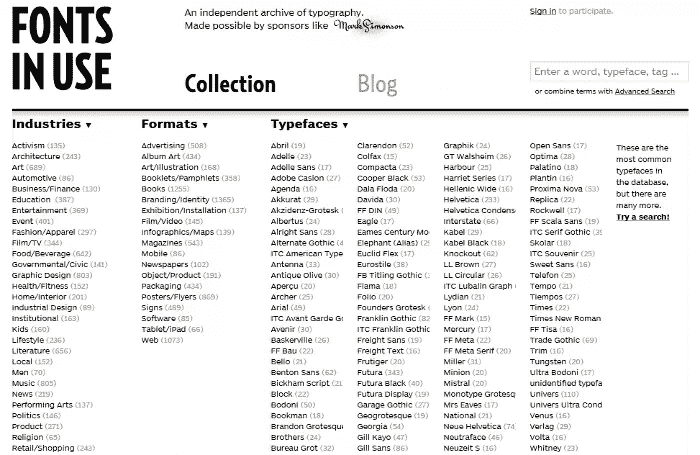 FONTS
IN USE
An independent archive of typography.
Made possible by sponsors like Mark Simonson
Sign in to participate.
Collection
Blog
Enter a word, typeface, tag ...
or combine terms with Advanced Search
Industries ▼
Activism (135)
Architecture (243)
Art (689)
Automotive (86)
Business/Finance (130)
Education (387)
Entertainment (369)
Event (401)
Fashion/Apparel (297)
Film/TV (344)
Food/Beverage (642)
Governmental/Civic (141)
Graphic Design (803)
Health/Fitness (152)
Home/Interior (201)
Industrial Design (89)
Institutional (163)
Kids (160)
Lifestyle (236)
Literature (656)
Local (152)
Men (70)
Music (805)
News (219)
Performing Arts (137)
Politics (146)
Product (271)
Religion (65)
Retail/Shopping (243)
Formats ▼
Advertising (508)
Album Art (434)
Art/Illustration (168)
Booklets/Pamphlets (358)
Books (1255)
Branding/Identity (1365)
Exhibition/Installation (137)
Film/Video (145)
Infographics/Maps (139)
Magazines (543)
Mobile (86)
Newspapers (102)
Object/Product (191)
Packaging (434)
Posters/Flyers (869)
Signs (489)
Software (85)
Tablet/iPad (66)
Web (1073)
Typefaces ▼
Abril (19)
Adelle (23)
Adelle Sans (17)
Adobe Caslon (27)
Agenda (16)
Akkurat (29)
Akzidenz-Grotesk (
Albertus (24)
Alright Sans (28)
Alternate Gothic (4
ITC American Type
Antenna (33)
Antique Olive (30)
Aperçu (20)
Archer (25)
Arial (49)
ITC Avant Garde Go
Avenir (30)
Baskerville (26)
FF Bau (22)
Bello (21)
Benton Sans (62)
Bickham Script (21
Block (22)
Bodoni (50)
Bookman (18)
Brandon Grotesque
Brothers (24)
Bureau Grot (32)
Clarendon (52)
Colfax (15)
Compacta (23)
Cooper Black (53)
Dala Floda (20)
Davida (30)
FF DIN (49)
Eagle (17)
Eames Century Mo
Elephant (Alias) (2
Euclid Flex (17)
Eurostile (38)
FB Titling Gothic (
Flama (18)
Folio (20)
Founders Grotesk (
Franklin Gothic (82
ITC Franklin Gothic
Freight Sans (19)
Freight Text (16)
Frutiger (20)
Futura (343)
Futura Black (40)
Futura Display (19)
Garage Gothic (27)
Georgia (54)
Gill Kayo (47)
Gill Sans (86)
Graphik (24)
GT Walsheim (26)
Harbour (25)
Harriet Series (17)
Hellenic Wide (16)
Helvetica (233)
Helvetica Condens
Interstate (66)
Kabel (29)
Kabel Black (18)
Knockout (62)
LL Brown (27)
LL Circular (26)
ITC Lubalin Graph (
Lydian (21)
Lyon (24)
FF Mark (15)
Mercury (17)
FF Meta (22)
FF Meta Serif (20)
Miller (31)
Minion (20)
Mistral (20)
Monotype Grotesq
Mrs Eaves (17)
National (21)
Georgrotesque (19)
Neue Helvetica (74
Neutraface (46)
Neuzeit S (16)
Open Sans (17)
Optima (28)
Palatino (18)
Plantin (16)
Proxima Nova (53)
Replica (22)
Rockwell (17)
FF Scala Sans (19)
ITC Serif Gothic (35
Skolar (18)
ITC Souvenir (25)
Sweet Sans (16)
Telefon (25)
Tempo (21)
Tiempos (27)
Times (22)
Times New Roman
FF Tisa (16)
Trade Gothic (69)
Trim (16)
Tungsten (20)
Ultra Bodoni (17)
unidentified typefa
Univers (110)
Univers Ultra Cond
Venus (16)
Verlag (29)
Volta (16)
Whitney (23)
These are the
most common
typefaces in
the database,
but there are
many more.
Try a search!